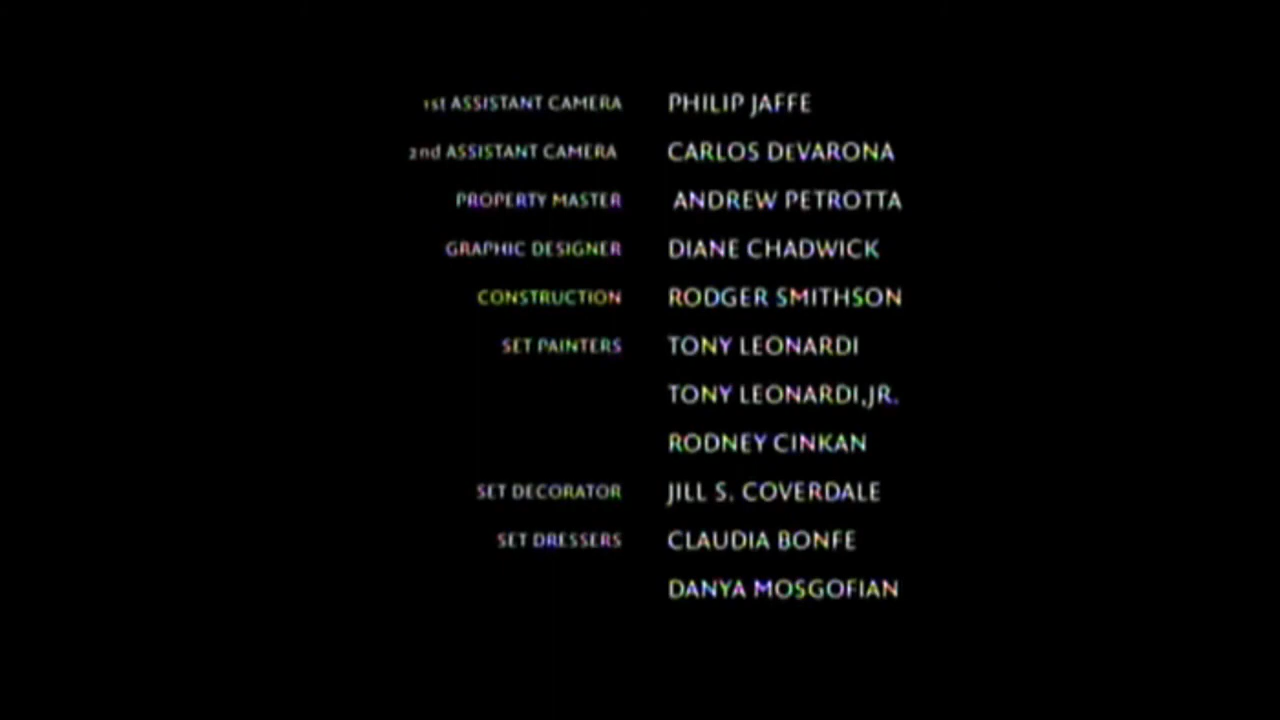 1st ASSISTANT CAMERA PHILIP JAFFE
2nd ASSISTANT CAMERA CARLOS DEVARONA
PROPERTY MASTER ANDREW PETROTTA
GRAPHIC DESIGNER DIANE CHADWICK
CONSTRUCTION RODGER SMITHSON
SET PAINTERS TONY LEONARDI
TONY LEONARDI,JR.
RODNEY CINKAN
SET DECORATOR JILL S. COVERDALE
SET DRESSERS CLAUDIA BONFE
DANYA MOSGOFIAN